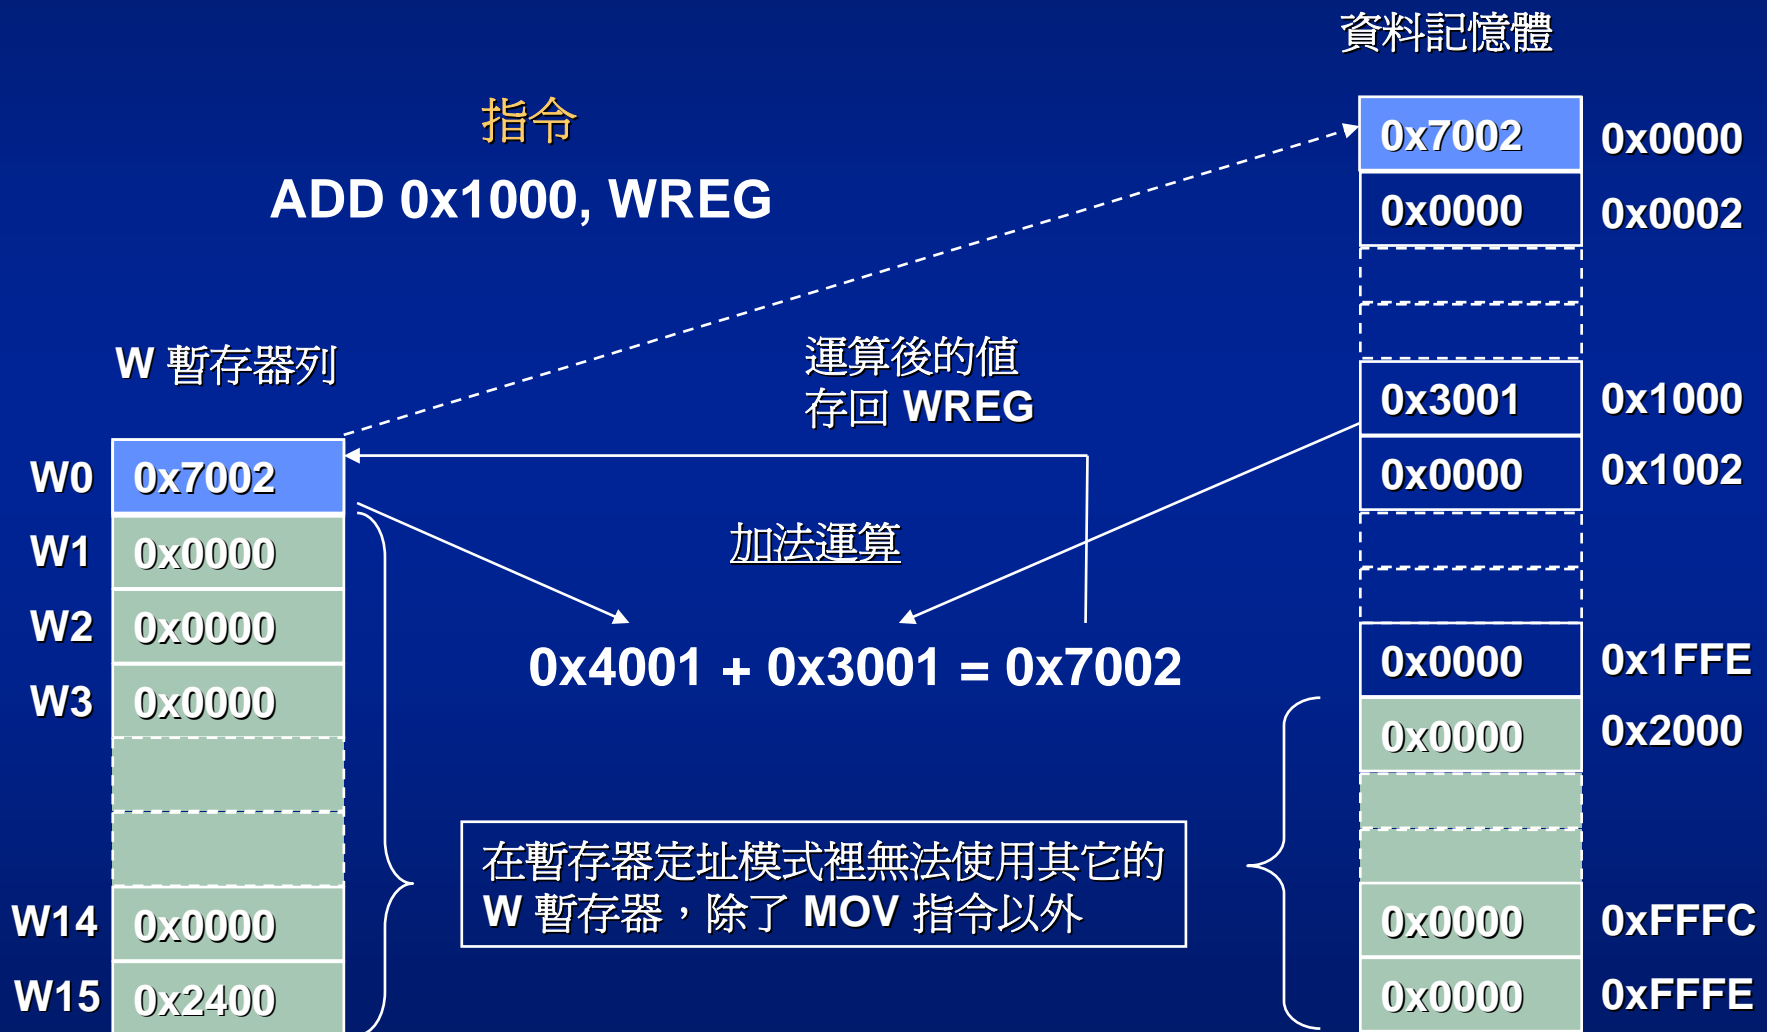 資料記憶體
指令
ADD 0x1000, WREG
0x7002 0x0000
0x0000 0x0002
運算後的值
存回 WREG
W 暫存器列
0x3001 0x1000
0x0000 0x1002
W0 0x7002
W1 0x0000
W2 0x0000
W3 0x0000
加法運算
0x4001 + 0x3001 = 0x7002
0x0000 0x1FFE
0x0000 0x2000
在暫存器定址模式裡無法使用其它的
W 暫存器，除了 MOV 指令以外
W14 0x0000
W15 0x2400
0x0000 0xFFFC
0x0000 0xFFFE